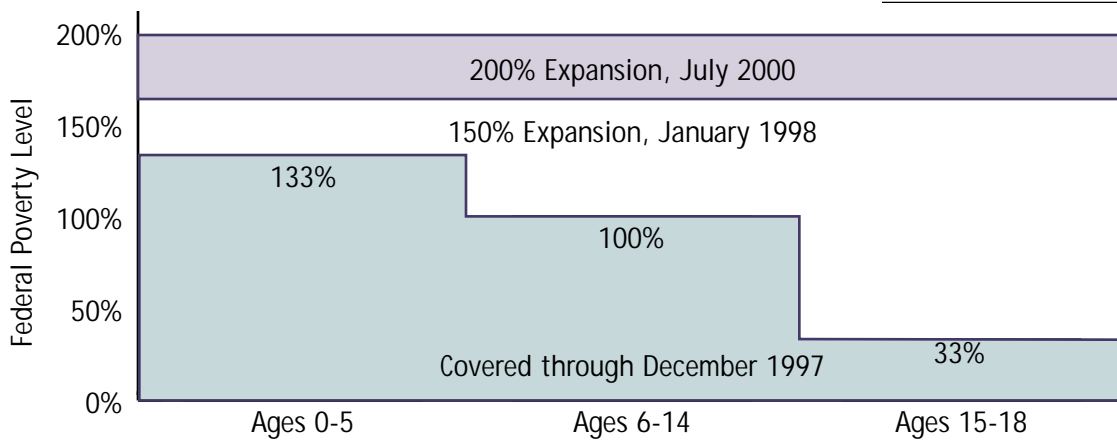 200%
200% Expansion, July 2000
150%
150% Expansion, January 1998
133%
100%
100%
50%
Covered through December 1997
33%
0%
Federal Poverty Level
Ages 0-5
Ages 6-14
Ages 15-18